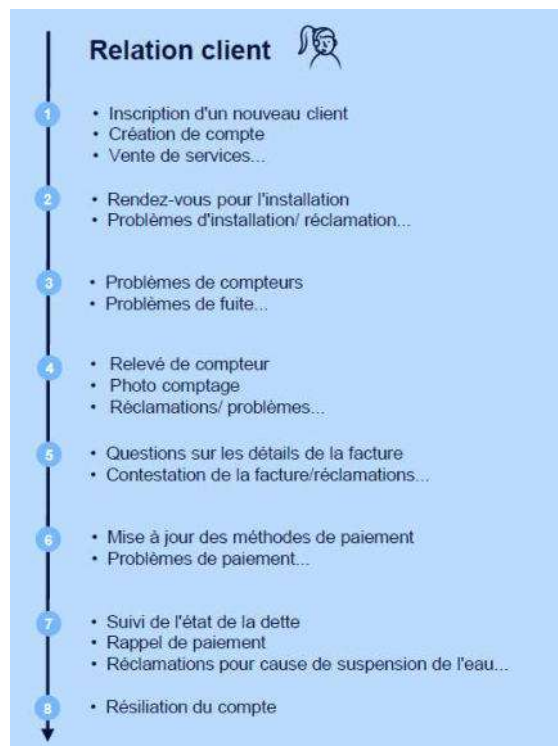 Relation client
1
• Inscription d'un nouveau client
• Création de compte
• Vente de services...
2
• Rendez-vous pour l'installation
• Problèmes d'installation/ réclamation...
3
• Problèmes de compteurs
• Problèmes de fuite...
4
• Relevé de compteur
• Photo comptage
• Réclamations/ problèmes...
5
• Questions sur les détails de la facture
• Contestation de la facture/réclamations...
6
• Mise à jour des méthodes de paiement
• Problèmes de paiement...
7
• Suivi de l'état de la dette
• Rappel de paiement
• Réclamations pour cause de suspension de l'eau...
8
• Résiliation du compte